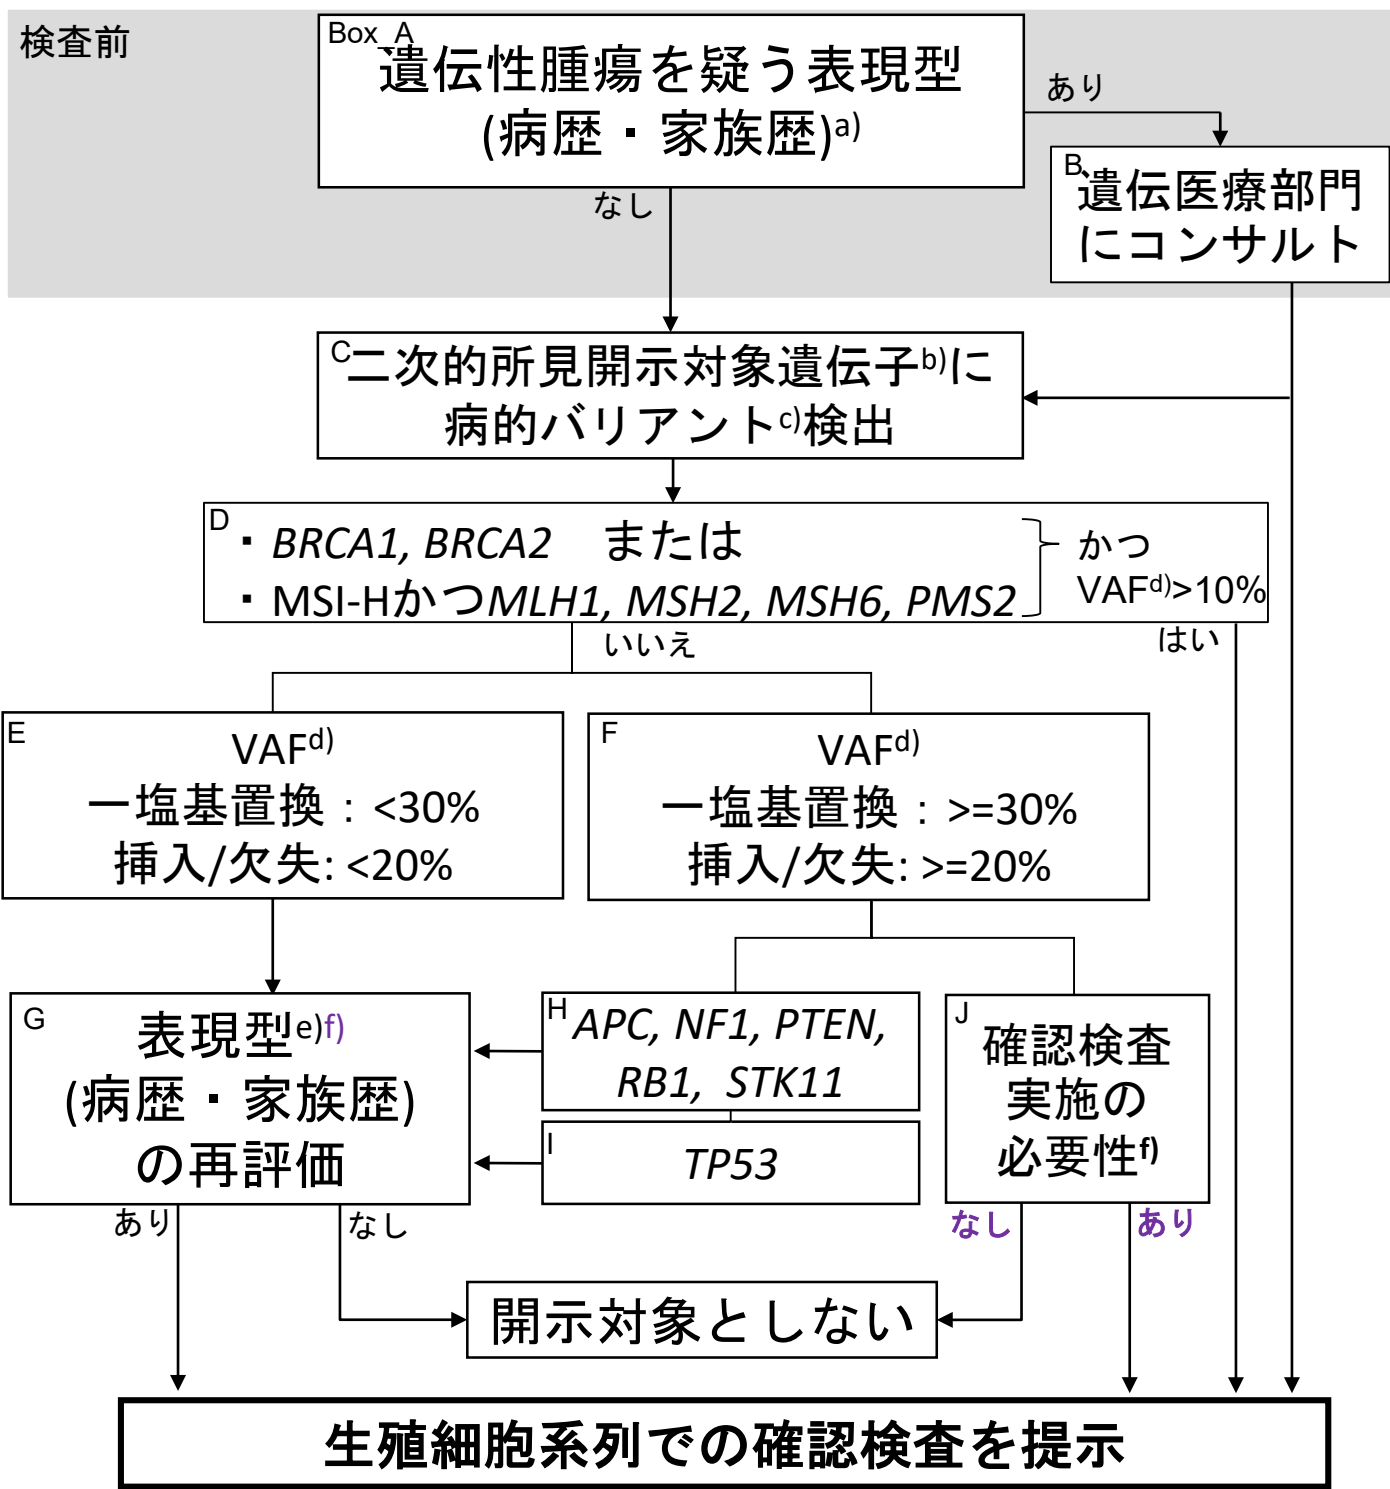 検査前
Box_A
遺伝性腫瘍を疑う表現型
(病歴・家族歴)a)
あり
なし
B
遺伝医療部門
にコンサルト
C
二次的所見開示対象遺伝子b)に
病的バリアントc)検出
D
・BRCA1, BRCA2 または
・MSI-HかつMLH1, MSH2, MSH6, PMS2
かつ
VAFd)>10%
いいえ
はい
E
VAFd)
一塩基置換：<30%
挿入/欠失: <20%
F
VAFd)
一塩基置換：>=30%
挿入/欠失: >=20%
G
表現型e)f)
(病歴・家族歴)
の再評価
H
APC, NF1, PTEN,
RB1, STK11
I
TP53
J
確認検査
実施の
必要性f)
あり
なし
なし
あり
開示対象としない
生殖細胞系列での確認検査を提示